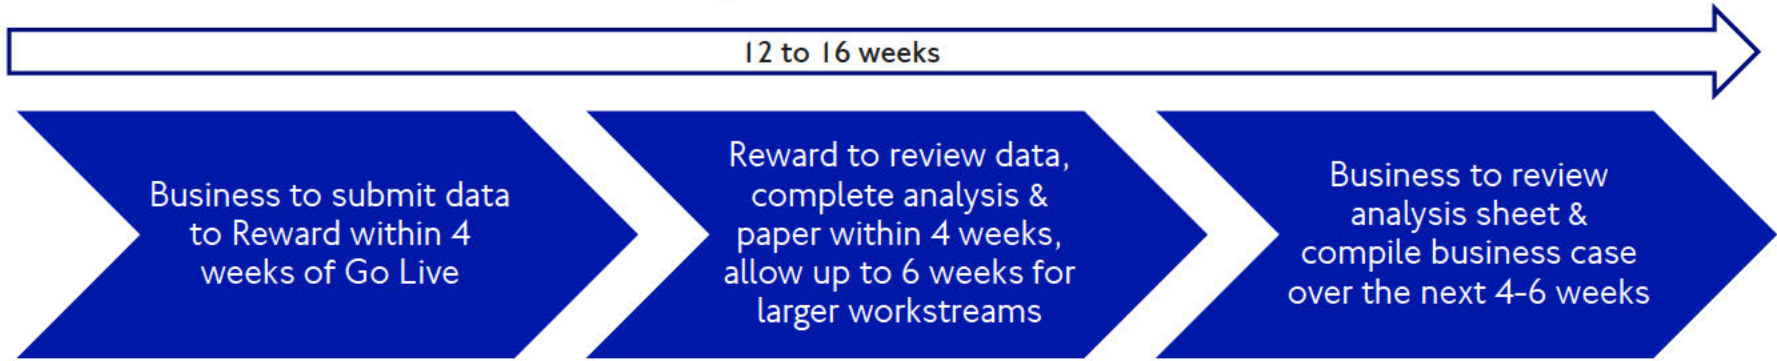 12 to 16 weeks
Business to submit data
to Reward within 4
weeks of Go Live
Reward to review data,
complete analysis &
paper within 4 weeks,
allow up to 6 weeks for
larger workstreams
Business to review
analysis sheet &
compile business case
over the next 4-6 weeks